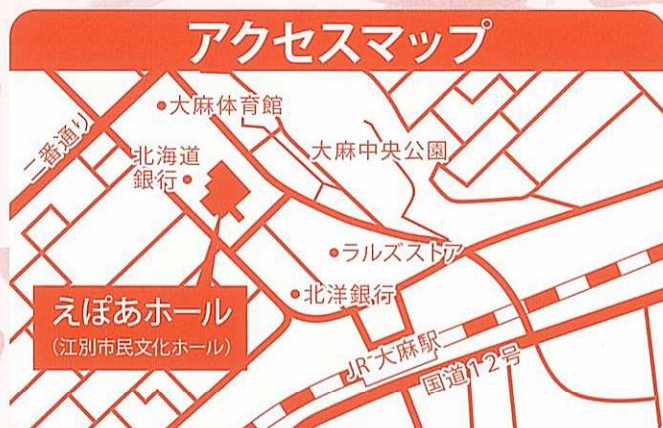 アクセスマップ
二番通り
大麻体育館
北海道
銀行
大麻中央公園
ラルズストア
北洋銀行
えぽあホール
(江別市民文化ホール)
JR大麻駅
国道12号